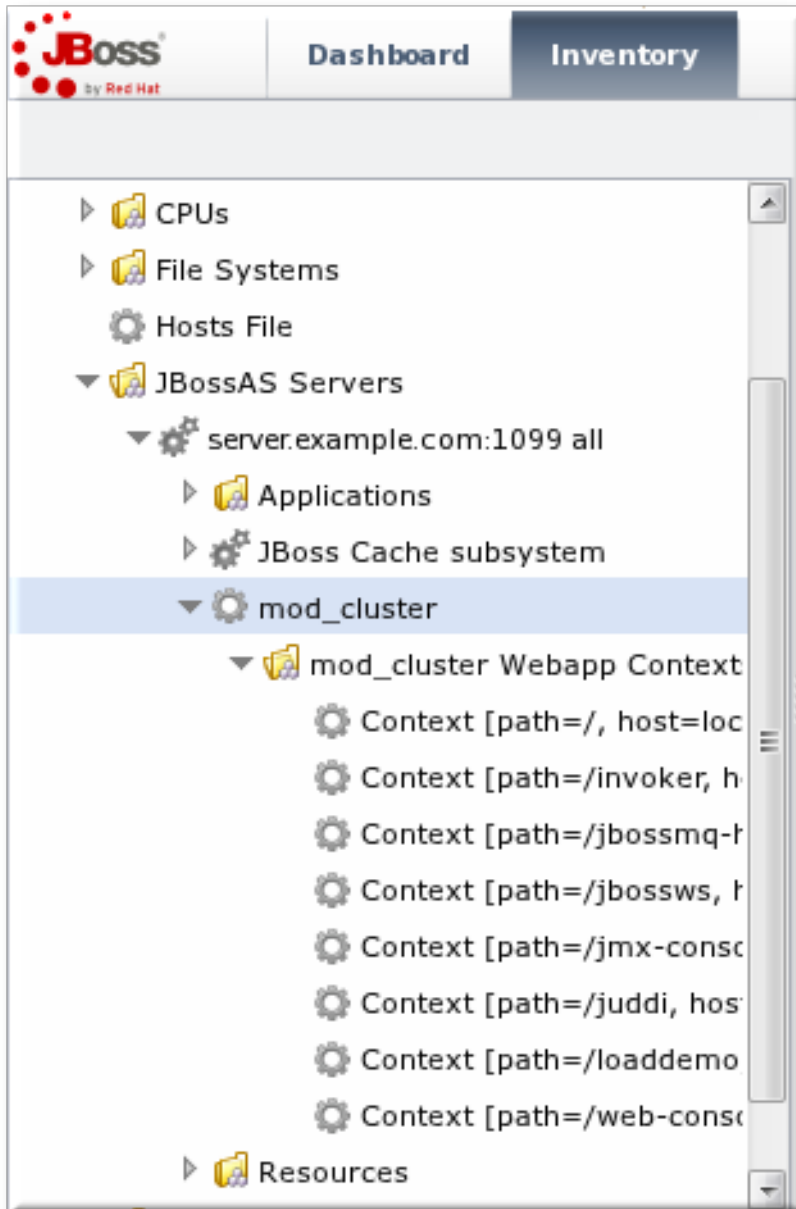 JBoss
by Red Hat
Dashboard
Inventory
CPUs
File Systems
Hosts File
JBossAS Servers
server.example.com:1099 all
Applications
JBoss Cache subsystem
mod_cluster
mod_cluster Webapp Context
Context [path=/, host=loc
Context [path=/invoker, h
Context [path=/jbossmq-h
Context [path=/jbossws, h
Context [path=/jmx-consc
Context [path=/juddi, hos
Context [path=/loaddemo
Context [path=/web-cons
Resources